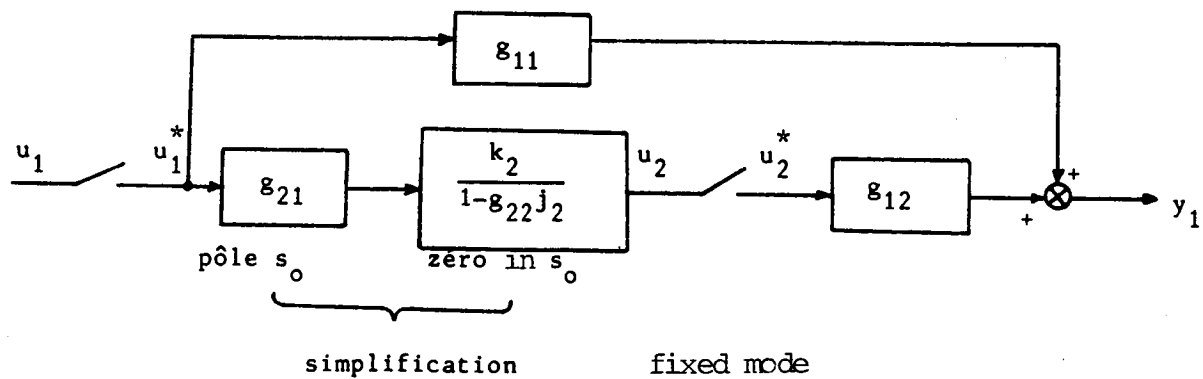 g11
u1 u1* g21 k2 u2 u2* g12 + + y1
1-g22j2
pôle so zéro in so
simplification fixed mode